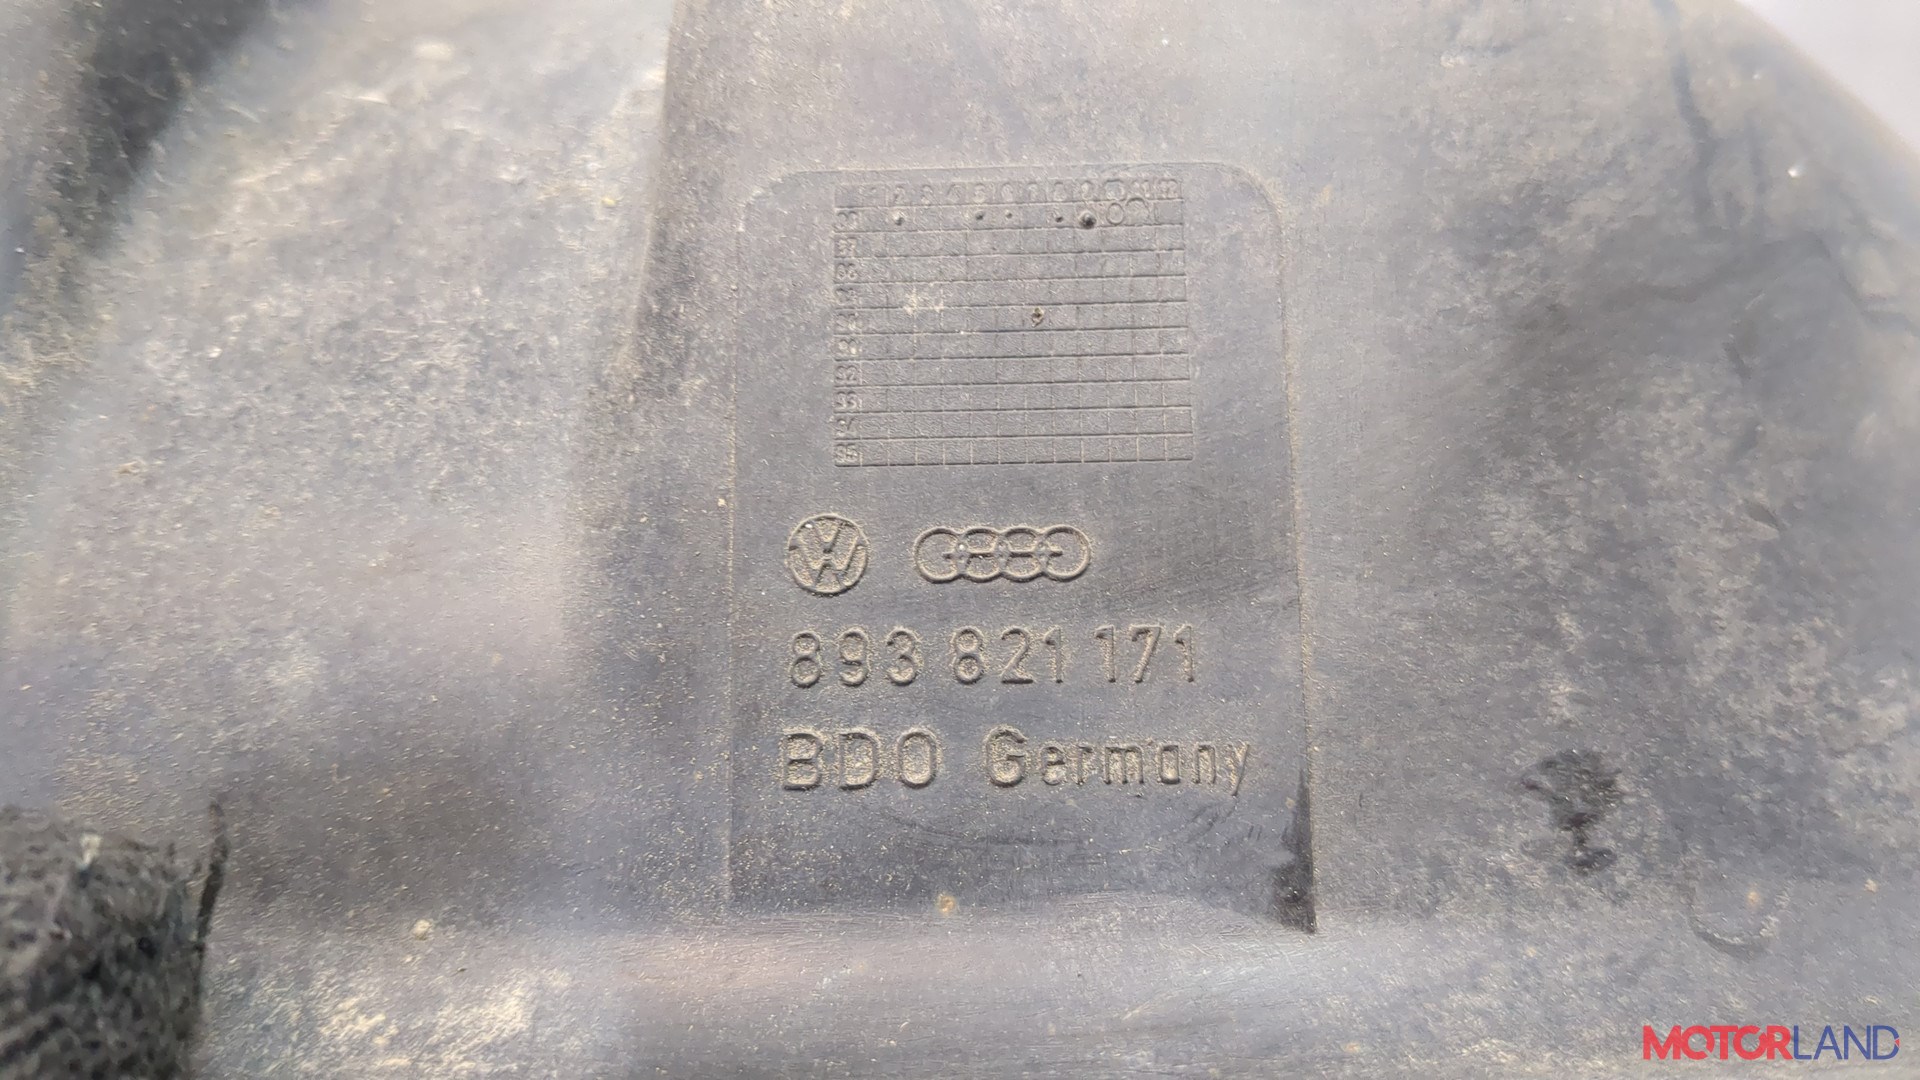 893 821 171
BDO Germany
MOTORLAND